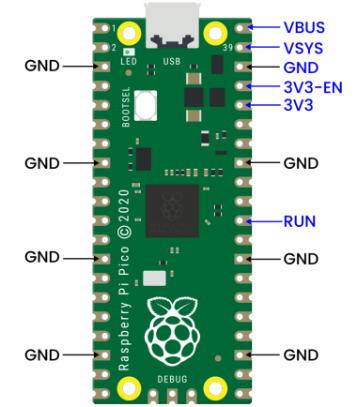 1
VBUS
2
39
VSYS
LED
USB
GND
GND
BOOTSEL
3V3-EN
3V3
GND
GND
Raspberry Pi Pico © 2020
RUN
GND
GND
GND
GND
DEBUG